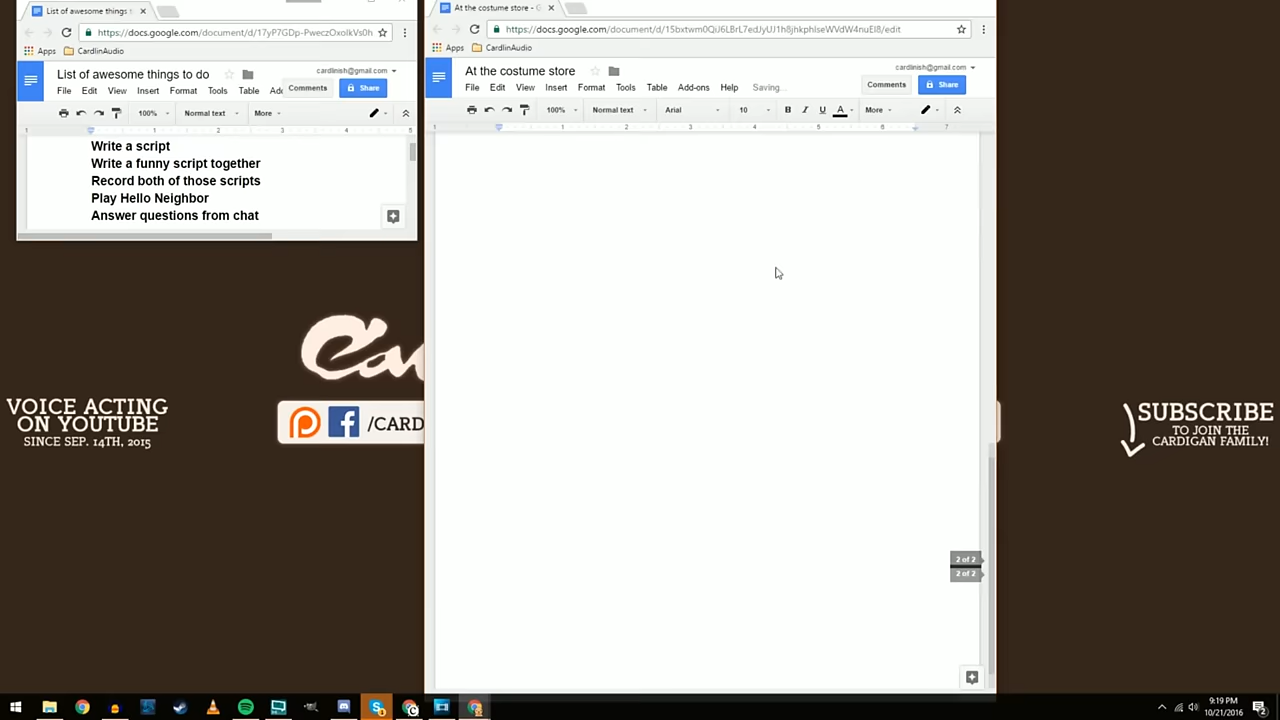 List of awesome things
At the costume store - G
https://docs.google.com/document/d/17yP7GDp-PweczOxolkVs0h
https://docs.google.com/document/d/15bxtwm0QiJ6LBrL7edJyUJ1h8jhkphlseWVdW4nuEI8/edit
Apps CardlinAudio
Apps CardlinAudio
cardlinish@gmail.com
List of awesome things to do
File Edit View Insert Format Tools Table Comments Share
100% Normal text More
cardlinish@gmail.com
At the costume store
File Edit View Insert Format Tools Table Add-ons Help Saving... Comments Share
100% Normal text Arial 10 B I U A More
Write a script
Write a funny script together
Record both of those scripts
Play Hello Neighbor
Answer questions from chat
VOICE ACTING
ON YOUTUBE
SINCE SEP. 14TH, 2015
/CARD
SUBSCRIBE
TO JOIN THE
CARDIGAN FAMILY!
2 of 2
2 of 2
9:19 PM
10/21/2016